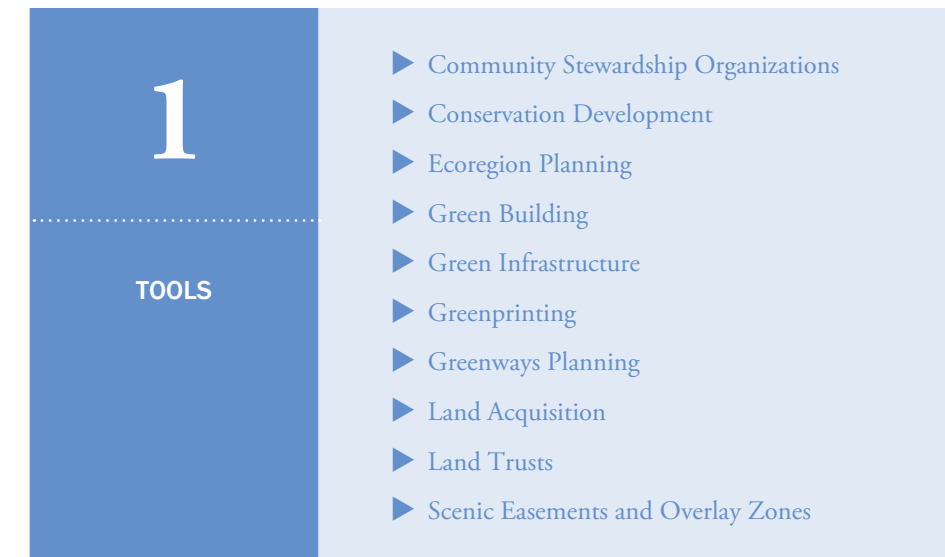 1
TOOLS
Community Stewardship Organizations
Conservation Development
Ecoregion Planning
Green Building
Green Infrastructure
Greenprinting
Greenways Planning
Land Acquisition
Land Trusts
Scenic Easements and Overlay Zones